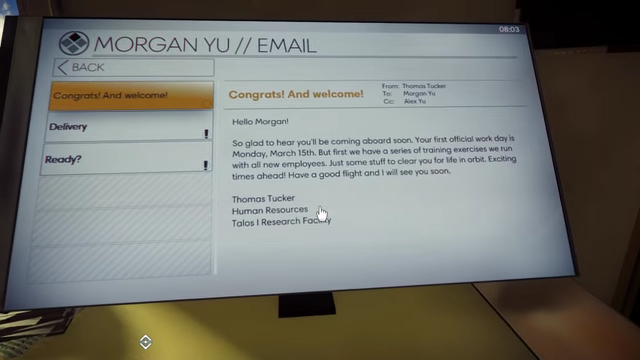 08:03
MORGAN YU // EMAIL
BACK
Congrats! And welcome!
Delivery
!
Ready?
!
Congrats! And welcome!
From: Thomas Tucker
To: Morgan Yu
Cc: Alex Yu
Hello Morgan!
So glad to hear you'll be coming aboard soon. Your first official work day is
Monday, March 15th. But first we have a series of training exercises we run
with all new employees. Just some stuff to clear you for life in orbit. Exciting
times ahead! Have a good flight and I will see you soon.
Thomas Tucker
Human Resources
Talos I Research Facility